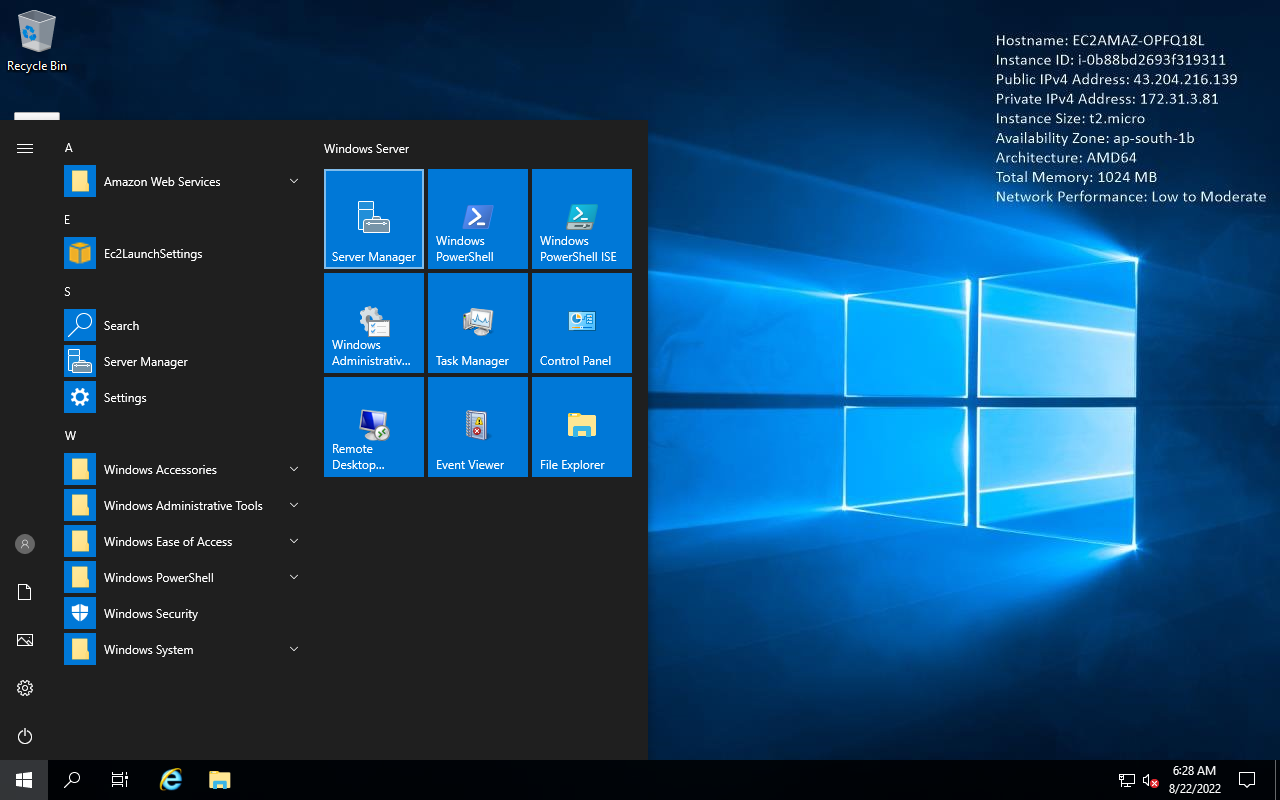 Recycle Bin
Hostname: EC2AMAZ-OPFQ18L
Instance ID: i-0b88bd2693f319311
Public IPv4 Address: 43.204.216.139
Private IPv4 Address: 172.31.3.81
Instance Size: t2.micro
Availability Zone: ap-south-1b
Architecture: AMD64
Total Memory: 1024 MB
Network Performance: Low to Moderate
A
Amazon Web Services
E
Ec2LaunchSettings
S
Search
Server Manager
Settings
W
Windows Accessories
Windows Administrative Tools
Windows Ease of Access
Windows PowerShell
Windows Security
Windows System
Windows Server
Server Manager
Windows
PowerShell
Windows
PowerShell ISE
Windows
Administrativ...
Task Manager
Control Panel
Remote
Desktop...
Event Viewer
File Explorer
6:28 AM
8/22/2022